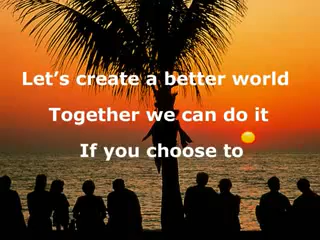 Let's create a better world
Together we can do it
If you choose to